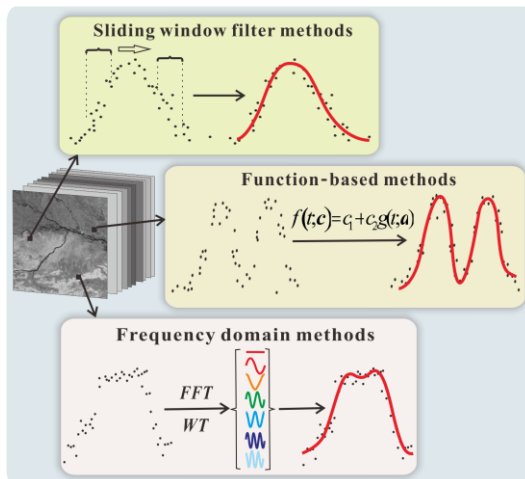 Sliding window filter methods
Function-based methods
f(t;c)=c₁+c₂g(t;a)
Frequency domain methods
FFT
WT